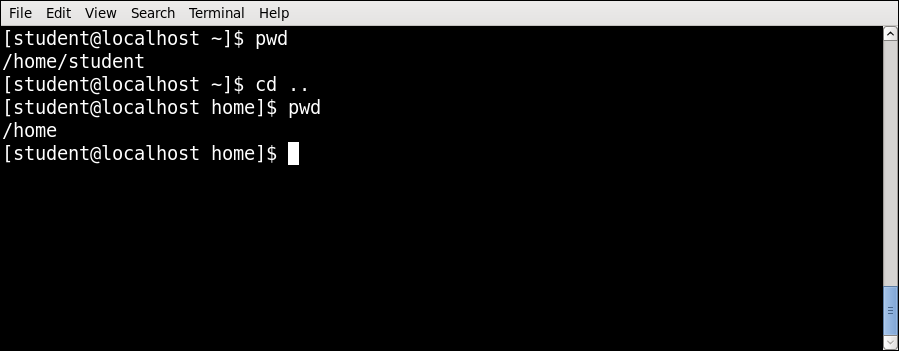 File Edit View Search Terminal Help
[student@localhost ~]$ pwd
/home/student
[student@localhost ~]$ cd ..
[student@localhost home]$ pwd
/home
[student@localhost home]$